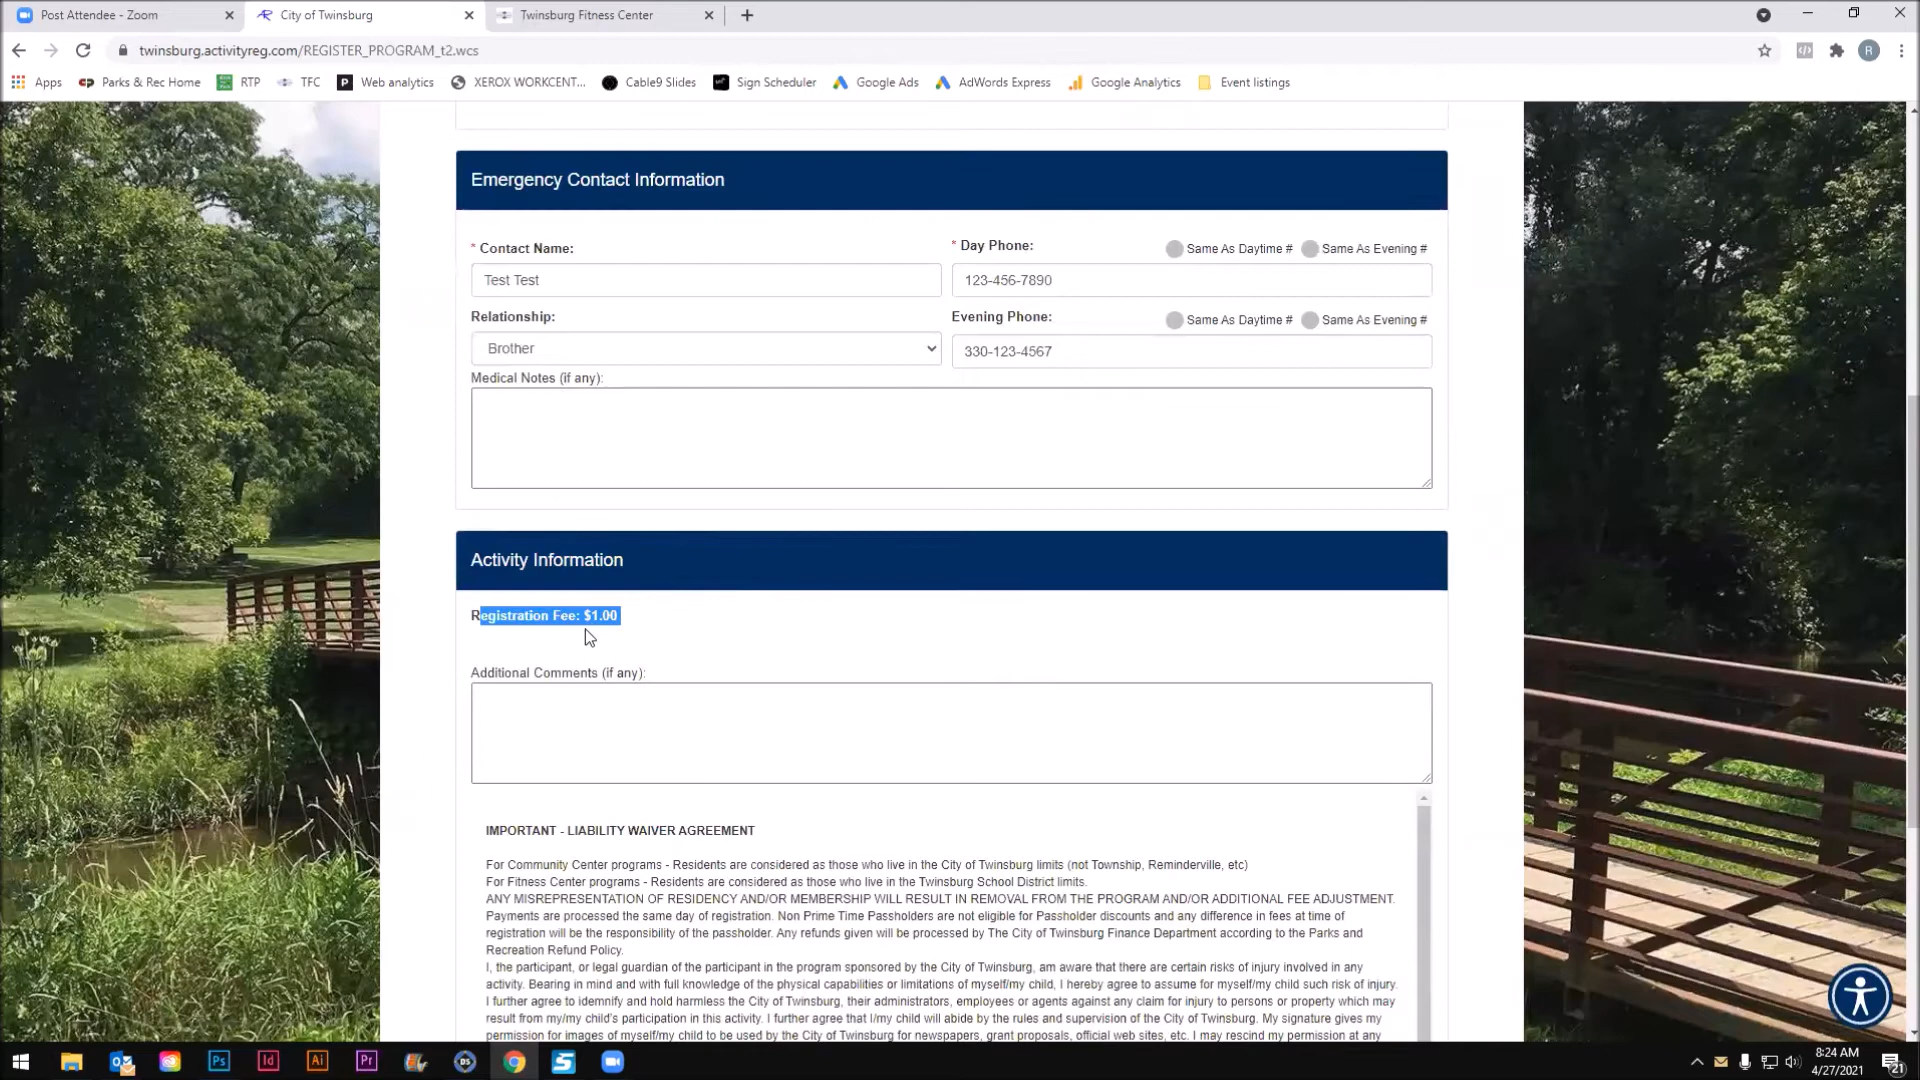 Post Attendee - Zoom
City of Twinsburg
Twinsburg Fitness Center
twinsburg.activityreg.com/REGISTER_PROGRAM_t2.wcs
R
Apps
Parks & Rec Home
RTP
TFC
Web analytics
XEROX WORKCENT...
Cable9 Slides
Sign Scheduler
Google Ads
AdWords Express
Google Analytics
Event listings
Emergency Contact Information
* Contact Name:
* Day Phone:
Same As Daytime #
Same As Evening #
Test Test
123-456-7890
Relationship:
Evening Phone:
Same As Daytime #
Same As Evening #
Brother
330-123-4567
Medical Notes (if any):
Activity Information
Registration Fee: $1.00
Additional Comments (if any):
IMPORTANT - LIABILITY WAIVER AGREEMENT
For Community Center programs - Residents are considered as those who live in the City of Twinsburg limits (not Township, Reminderville, etc)
For Fitness Center programs - Residents are considered as those who live in the Twinsburg School District limits.
ANY MISREPRESENTATION OF RESIDENCY AND/OR MEMBERSHIP WILL RESULT IN REMOVAL FROM THE PROGRAM AND/OR ADDITIONAL FEE ADJUSTMENT.
Payments are processed the same day of registration. Non Prime Time Passholders are not eligible for Passholder discounts and any difference in fees at time of
registration will be the responsibility of the passholder. Any refunds given will be processed by The City of Twinsburg Finance Department according to the Parks and
Recreation Refund Policy.
I, the participant, or legal guardian of the participant in the program sponsored by the City of Twinsburg, am aware that there are certain risks of injury involved in any
activity. Bearing in mind and with full knowledge of the physical capabilities or limitations of myself/my child, I hereby agree to assume for myself/my child such risk of injury.
I further agree to idemnify and hold harmless the City of Twinsburg, their administrators, employees or agents against any claim for injury to persons or property which may
result from my/my child's participation in this activity. I further agree that I/my child will abide by the rules and supervision of the City of Twinsburg. My signature gives my
permission for images of myself/my child to be used by the City of Twinsburg for newspapers, grant proposals, official web sites, etc. I may rescind my permission at any
Ps
Id
Ai
Pr
DS
S
8:24 AM
4/27/2021
21